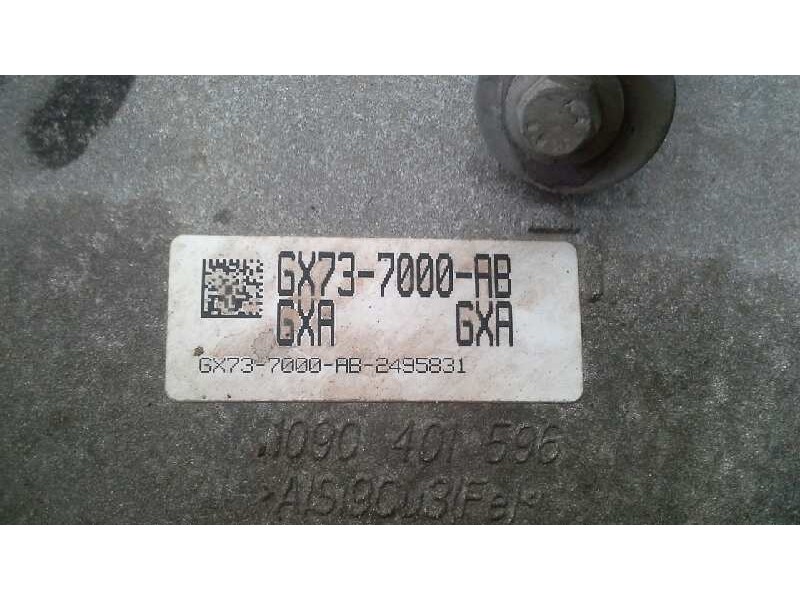 GX73-7000-AB
GXA GXA
GX73-7000-AB-2495831
1090 401 596
>AlSi9Cu3(Fe)<